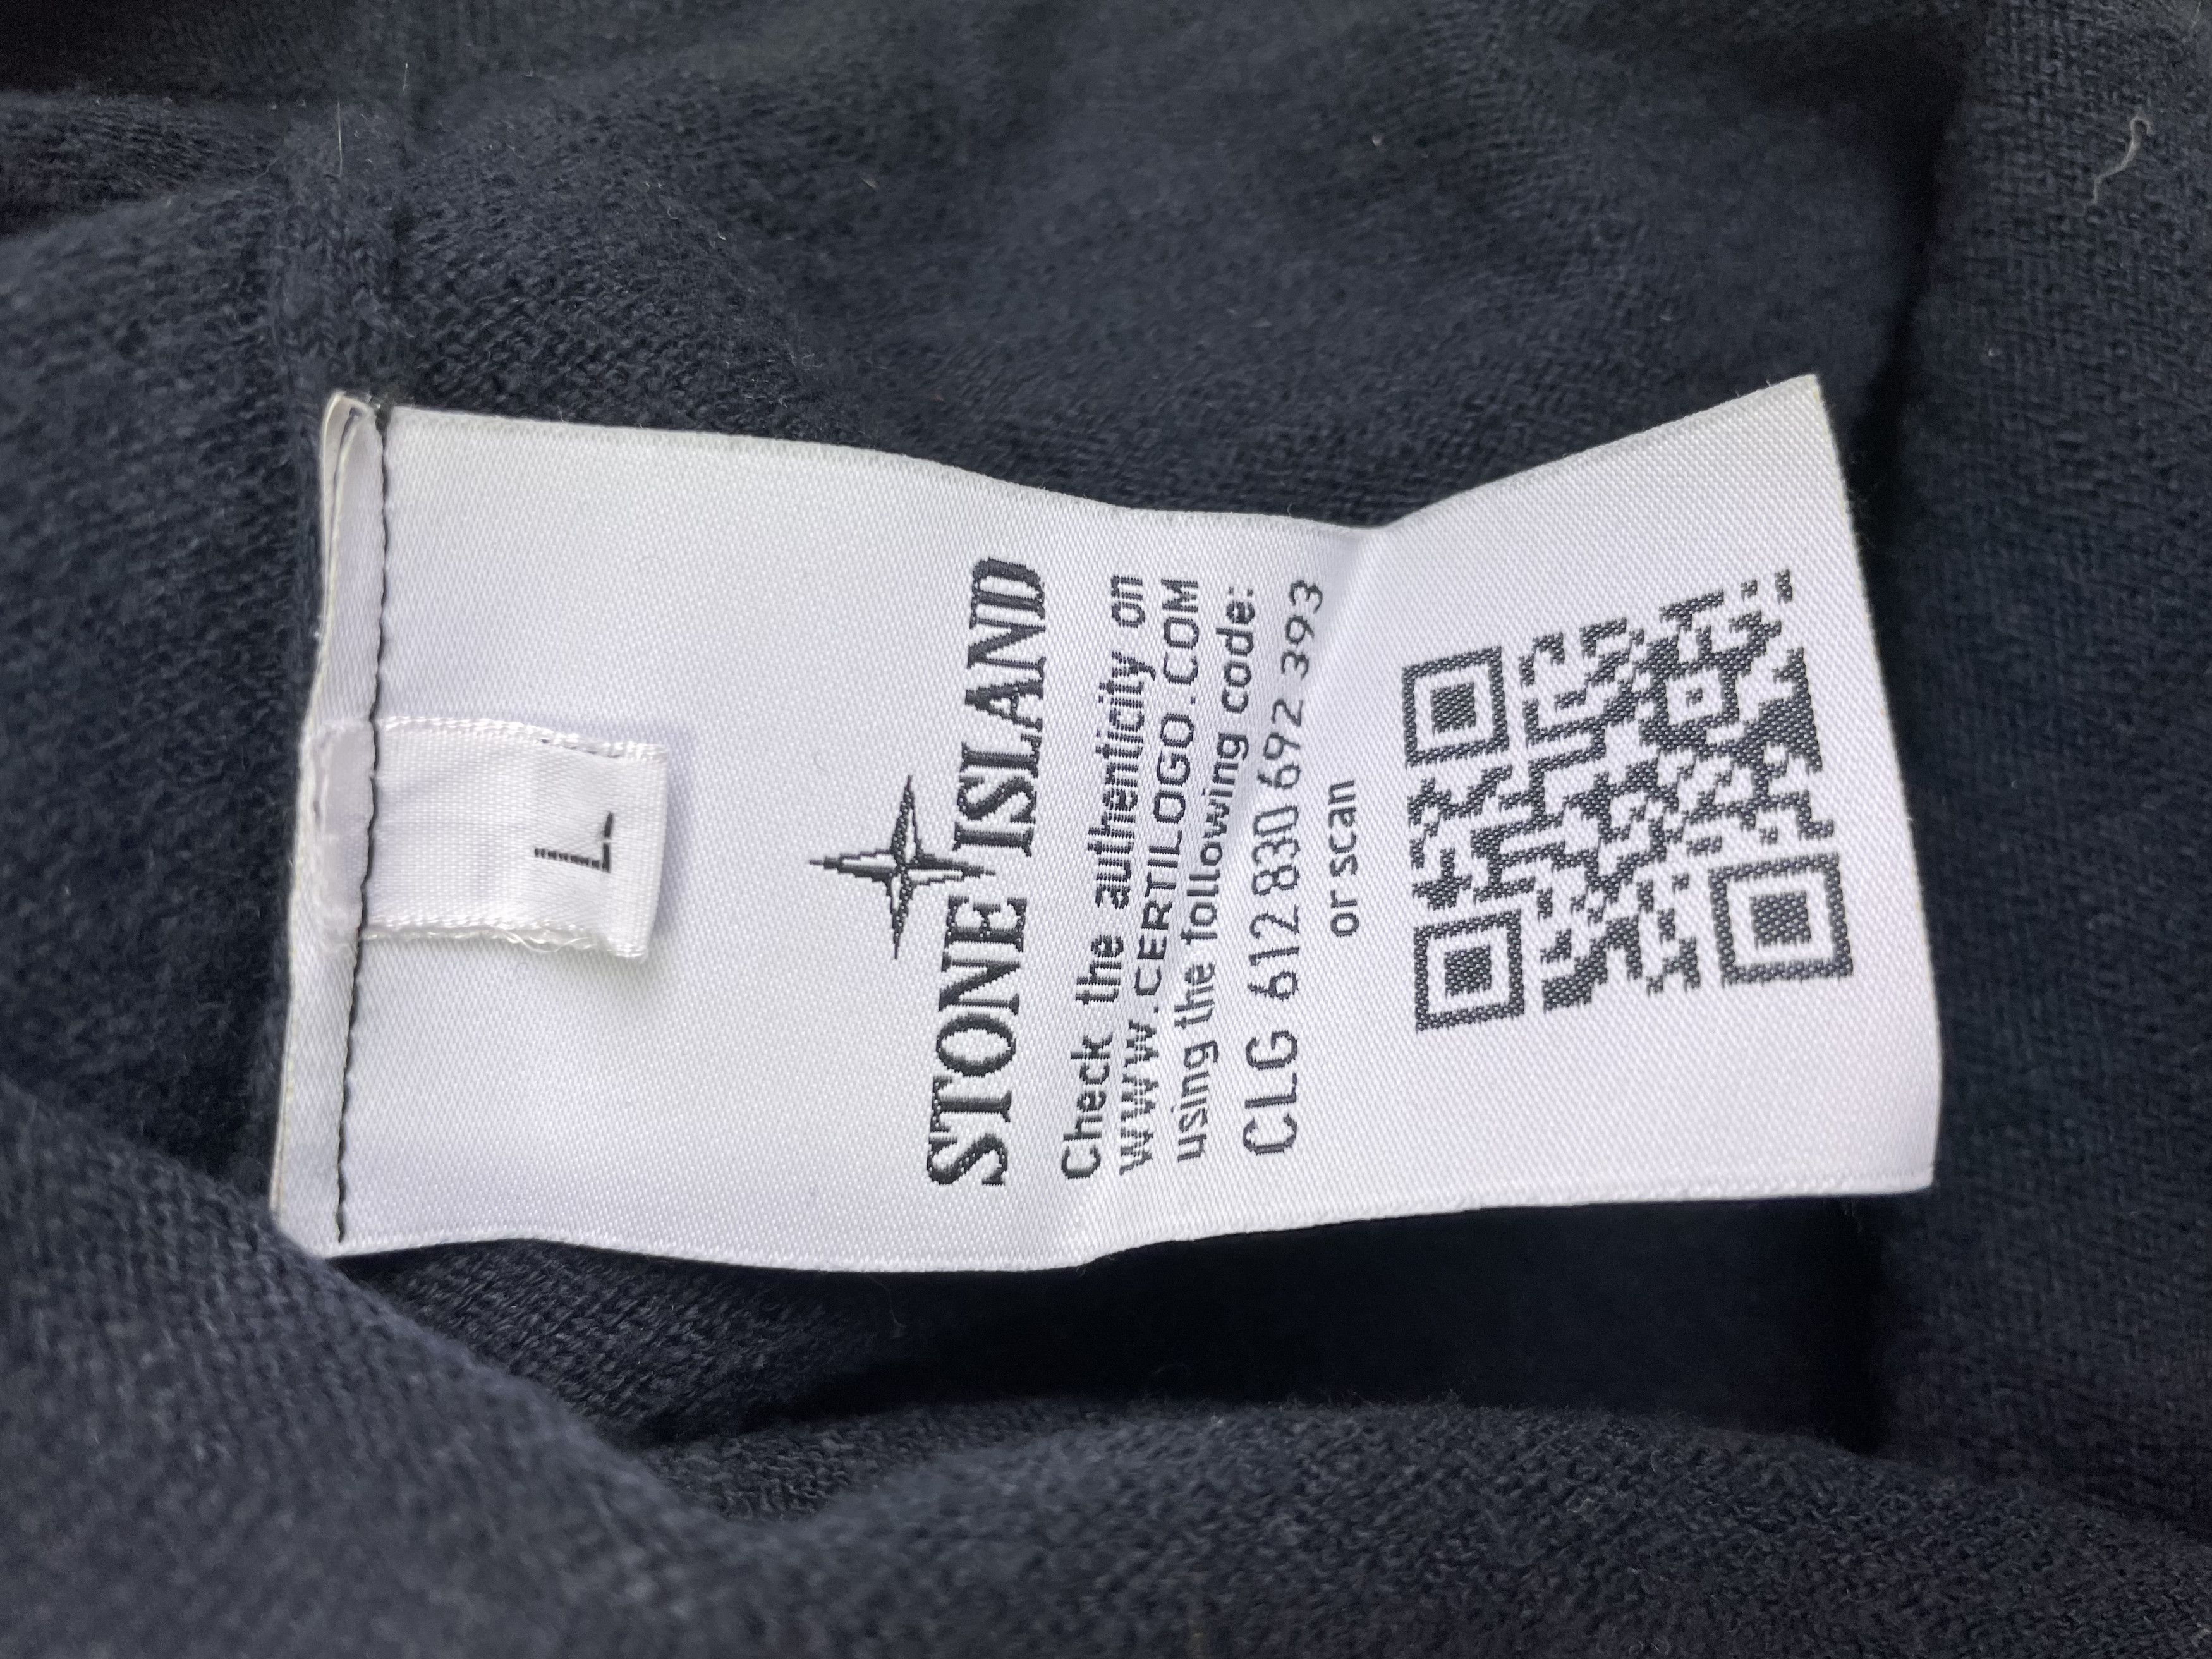 L
STONE ISLAND
Check the authenticity on
WWW.CERTILOGO.COM
using the following code:
CLG 612 830 692 393
or scan